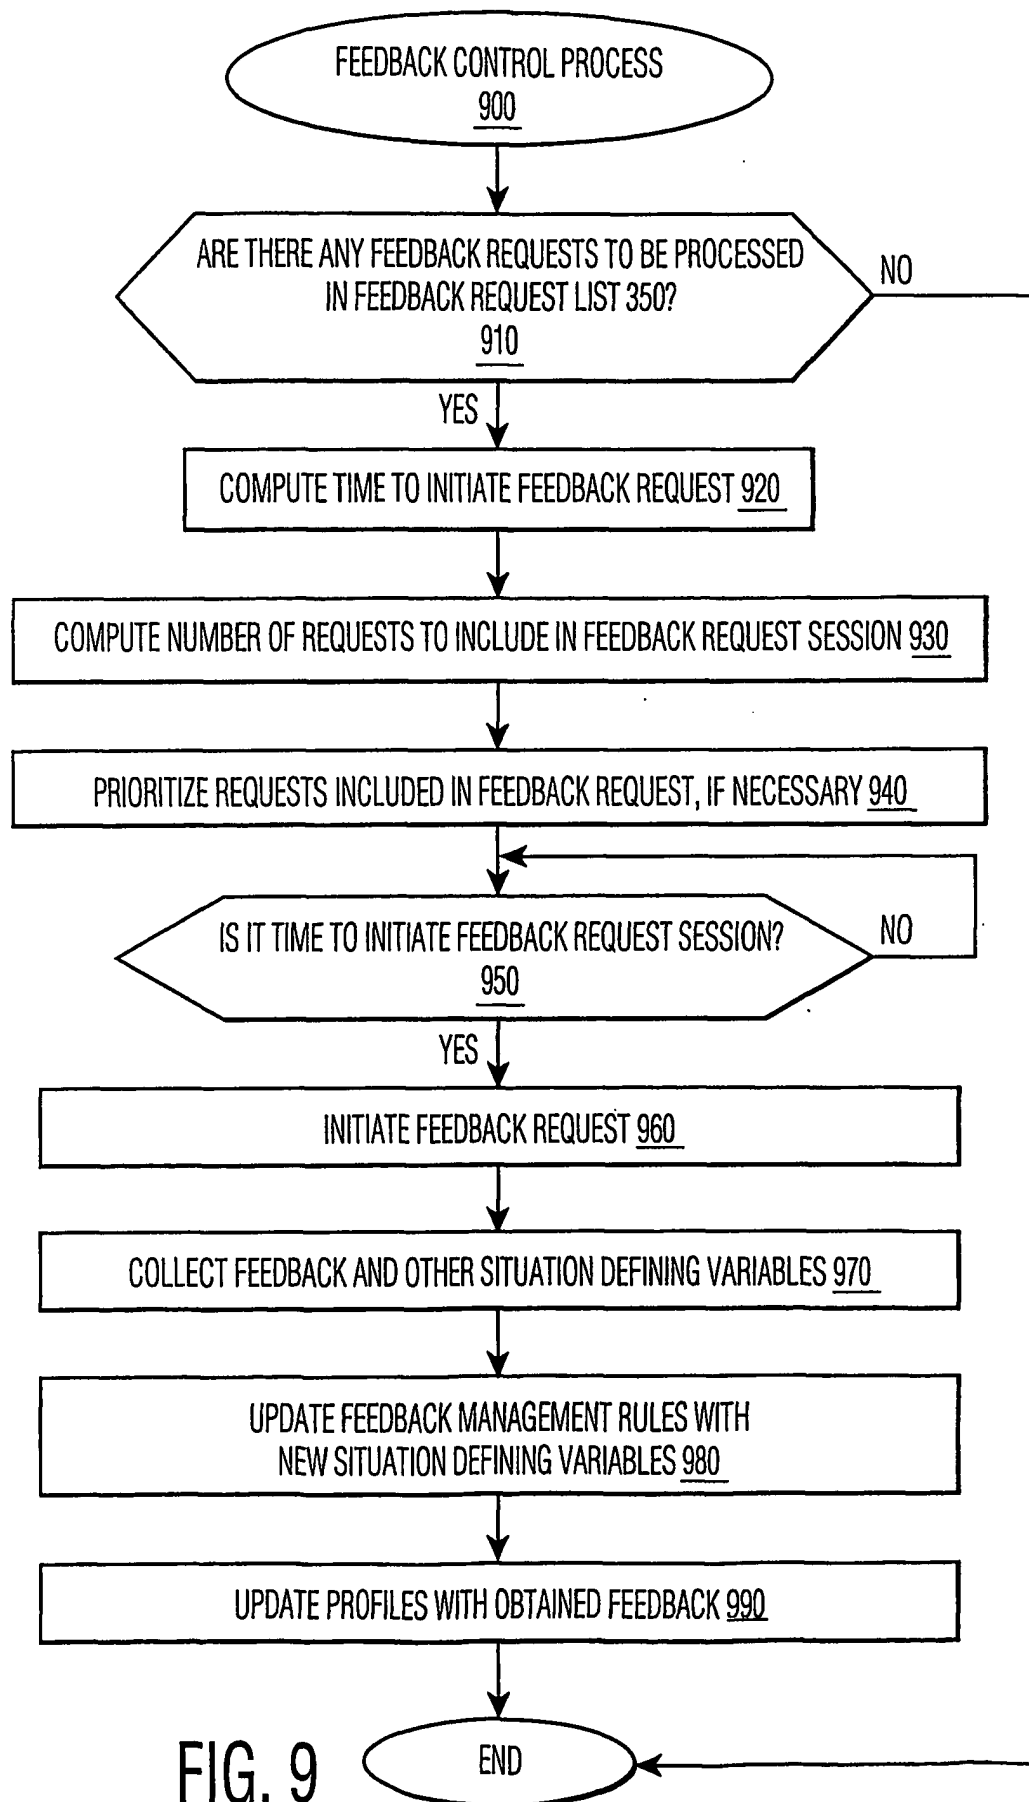 FEEDBACK CONTROL PROCESS
900
ARE THERE ANY FEEDBACK REQUESTS TO BE PROCESSED
IN FEEDBACK REQUEST LIST 350?
910
NO
YES
COMPUTE TIME TO INITIATE FEEDBACK REQUEST 920
COMPUTE NUMBER OF REQUESTS TO INCLUDE IN FEEDBACK REQUEST SESSION 930
PRIORITIZE REQUESTS INCLUDED IN FEEDBACK REQUEST, IF NECESSARY 940
IS IT TIME TO INITIATE FEEDBACK REQUEST SESSION?
950
NO
YES
INITIATE FEEDBACK REQUEST 960
COLLECT FEEDBACK AND OTHER SITUATION DEFINING VARIABLES 970
UPDATE FEEDBACK MANAGEMENT RULES WITH
NEW SITUATION DEFINING VARIABLES 980
UPDATE PROFILES WITH OBTAINED FEEDBACK 990
END
FIG. 9